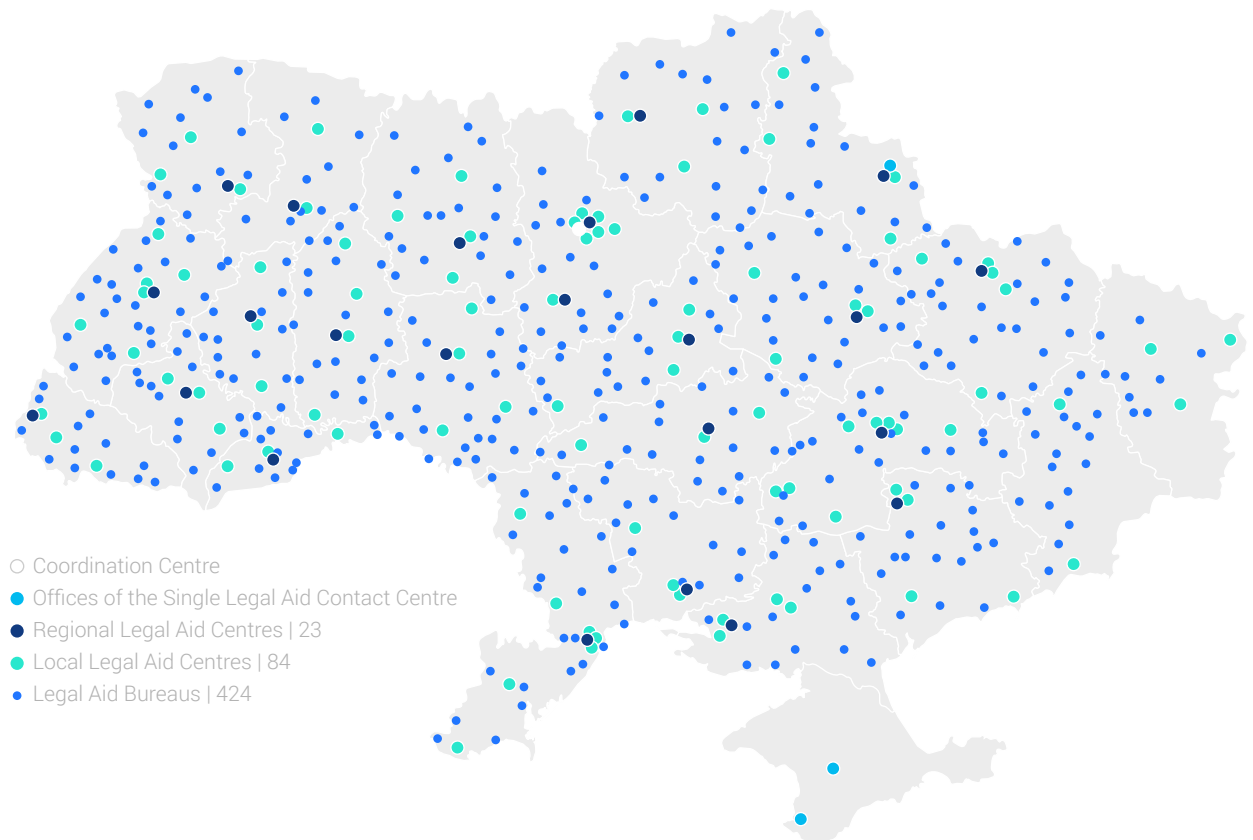 Coordination Centre
Offices of the Single Legal Aid Contact Centre
Regional Legal Aid Centres | 23
Local Legal Aid Centres | 84
Legal Aid Bureaus | 424